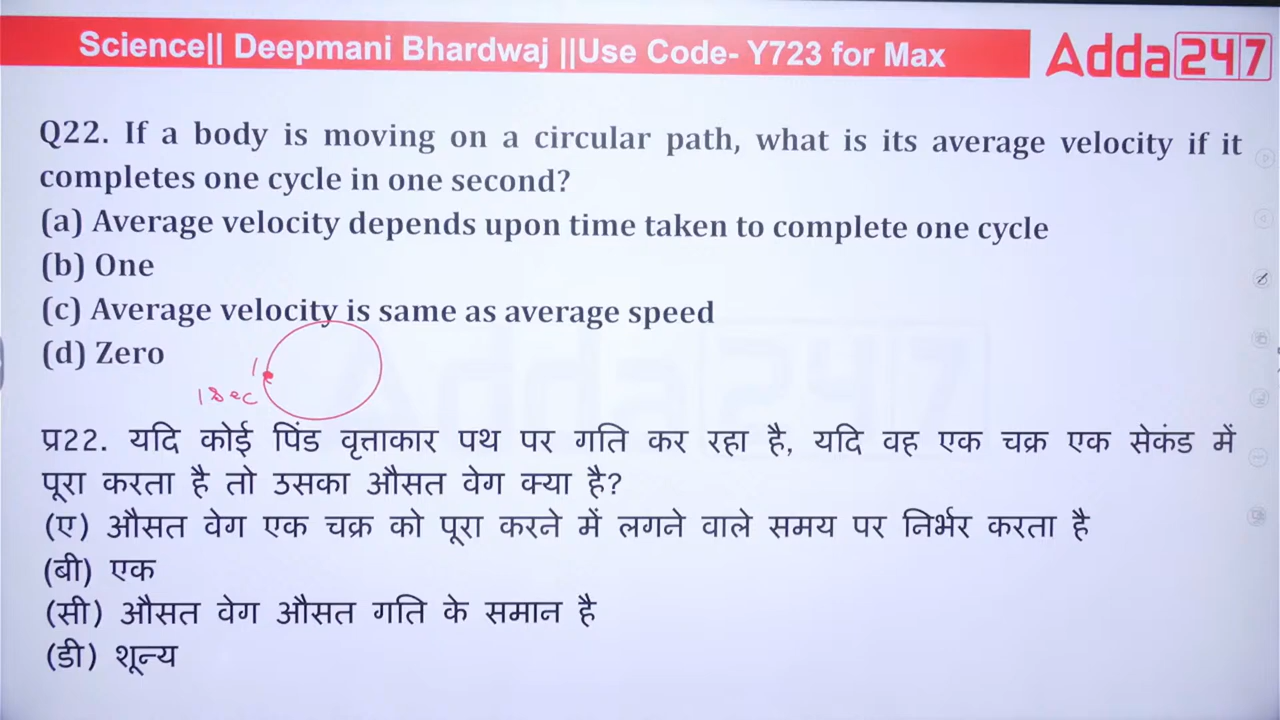 Science|| Deepmani Bhardwaj ||Use Code- Y723 for Max
Adda247
Q22. If a body is moving on a circular path, what is its average velocity if it
completes one cycle in one second?
(a) Average velocity depends upon time taken to complete one cycle
(b) One
(c) Average velocity is same as average speed
(d) Zero
1 Sec
प्र22. यदि कोई पिंड वृत्ताकार पथ पर गति कर रहा है, यदि वह एक चक्र एक सेकंड में
पूरा करता है तो उसका औसत वेग क्या है?
(ए) औसत वेग एक चक्र को पूरा करने में लगने वाले समय पर निर्भर करता है
(बी) एक
(सी) औसत वेग औसत गति के समान है
(डी) शून्य